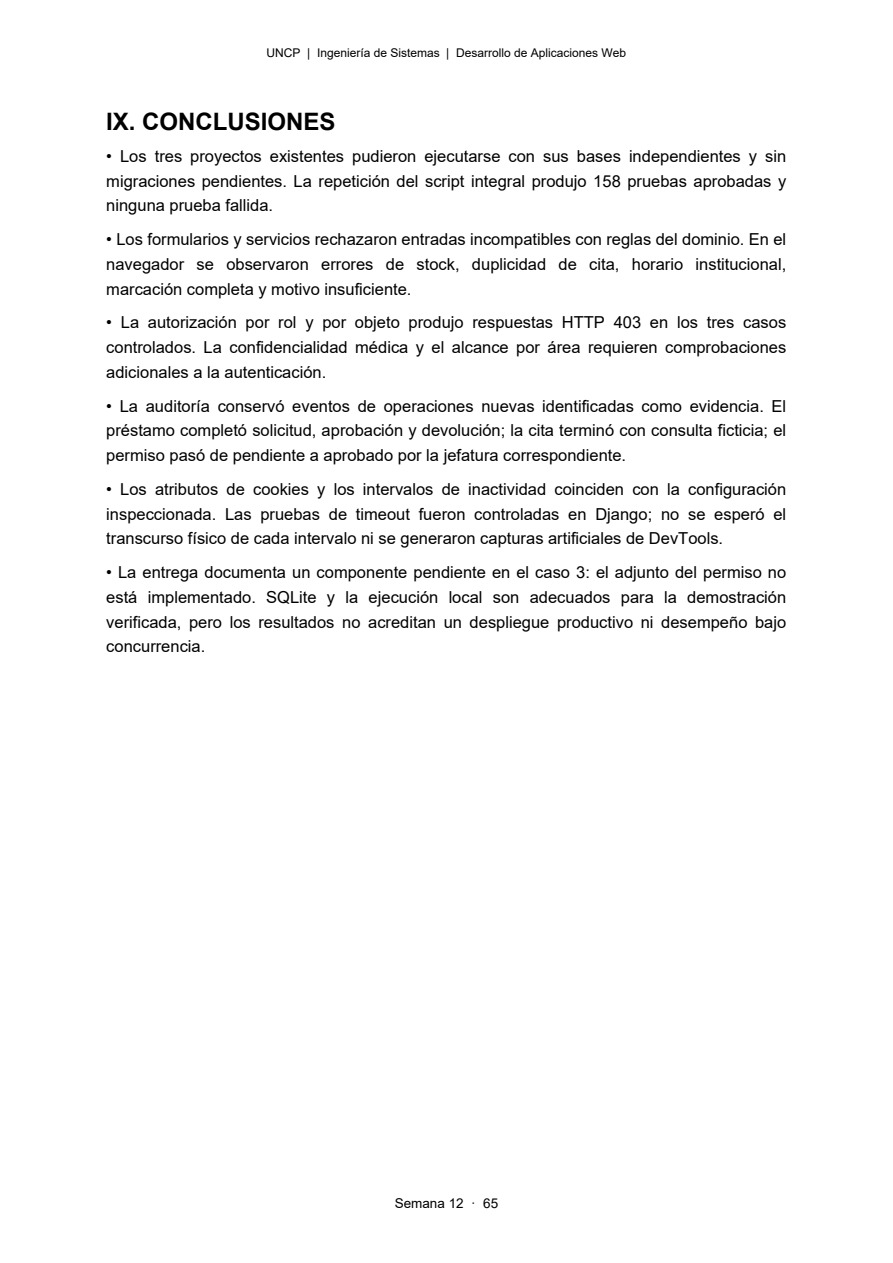 UNCP | Ingeniería de Sistemas | Desarrollo de Aplicaciones Web
IX. CONCLUSIONES
• Los tres proyectos existentes pudieron ejecutarse con sus bases independientes y sin
migraciones pendientes. La repetición del script integral produjo 158 pruebas aprobadas y
ninguna prueba fallida.
• Los formularios y servicios rechazaron entradas incompatibles con reglas del dominio. En el
navegador se observaron errores de stock, duplicidad de cita, horario institucional,
marcación completa y motivo insuficiente.
• La autorización por rol y por objeto produjo respuestas HTTP 403 en los tres casos
controlados. La confidencialidad médica y el alcance por área requieren comprobaciones
adicionales a la autenticación.
• La auditoría conservó eventos de operaciones nuevas identificadas como evidencia. El
préstamo completó solicitud, aprobación y devolución; la cita terminó con consulta ficticia; el
permiso pasó de pendiente a aprobado por la jefatura correspondiente.
• Los atributos de cookies y los intervalos de inactividad coinciden con la configuración
inspeccionada. Las pruebas de timeout fueron controladas en Django; no se esperó el
transcurso físico de cada intervalo ni se generaron capturas artificiales de DevTools.
• La entrega documenta un componente pendiente en el caso 3: el adjunto del permiso no
está implementado. SQLite y la ejecución local son adecuados para la demostración
verificada, pero los resultados no acreditan un despliegue productivo ni desempeño bajo
concurrencia.
Semana 12 · 65